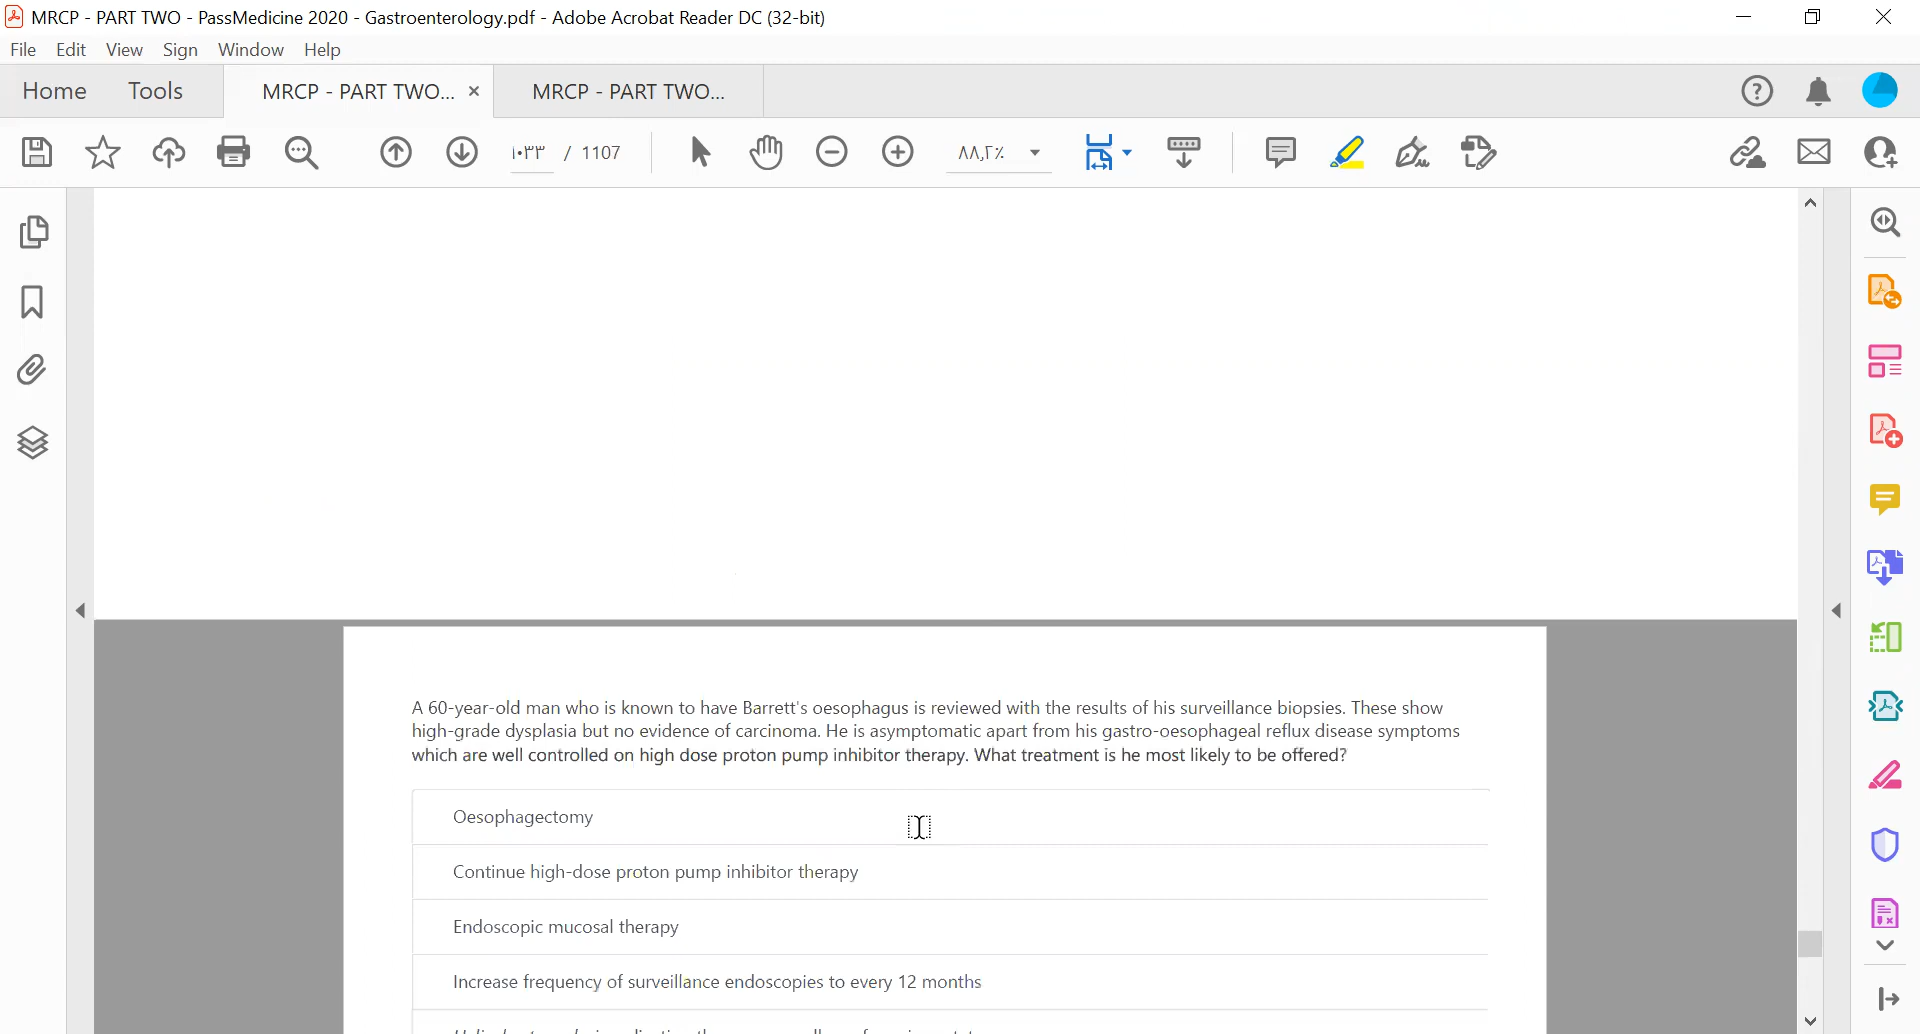 MRCP - PART TWO - PassMedicine 2020 - Gastroenterology.pdf - Adobe Acrobat Reader DC (32-bit)
File Edit View Sign Window Help
Home Tools MRCP - PART TWO... × MRCP - PART TWO...
١٠٣٣ / 1107 ٨٨,٢٪
A 60-year-old man who is known to have Barrett's oesophagus is reviewed with the results of his surveillance biopsies. These show
high-grade dysplasia but no evidence of carcinoma. He is asymptomatic apart from his gastro-oesophageal reflux disease symptoms
which are well controlled on high dose proton pump inhibitor therapy. What treatment is he most likely to be offered?
Oesophagectomy
Continue high-dose proton pump inhibitor therapy
Endoscopic mucosal therapy
Increase frequency of surveillance endoscopies to every 12 months